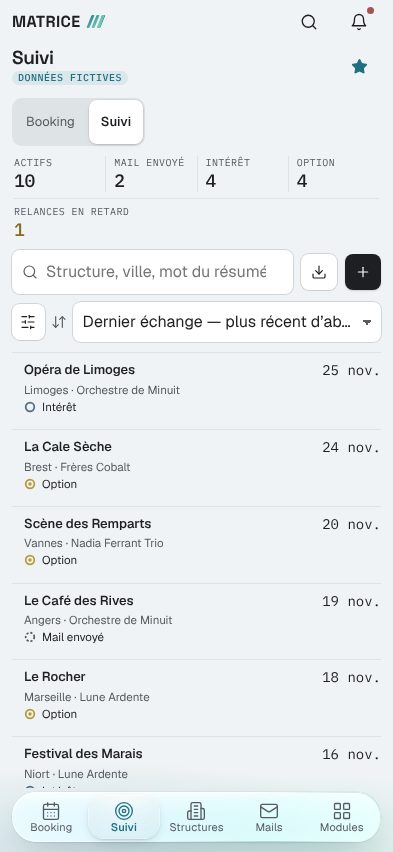 MATRICE
Suivi
DONNÉES FICTIVES
Booking
Suivi
ACTIFS
10
MAIL ENVOYÉ
2
INTÉRÊT
4
OPTION
4
RELANCES EN RETARD
1
Structure, ville, mot du résumé
Dernier échange — plus récent d'ab…
Opéra de Limoges
25 nov.
Limoges · Orchestre de Minuit
Intérêt
La Cale Sèche
24 nov.
Brest · Frères Cobalt
Option
Scène des Remparts
20 nov.
Vannes · Nadia Ferrant Trio
Option
Le Café des Rives
19 nov.
Angers · Orchestre de Minuit
Mail envoyé
Le Rocher
18 nov.
Marseille · Lune Ardente
Option
Festival des Marais
16 nov.
Niort · Lune Ardente
Booking
Suivi
Structures
Mails
Modules